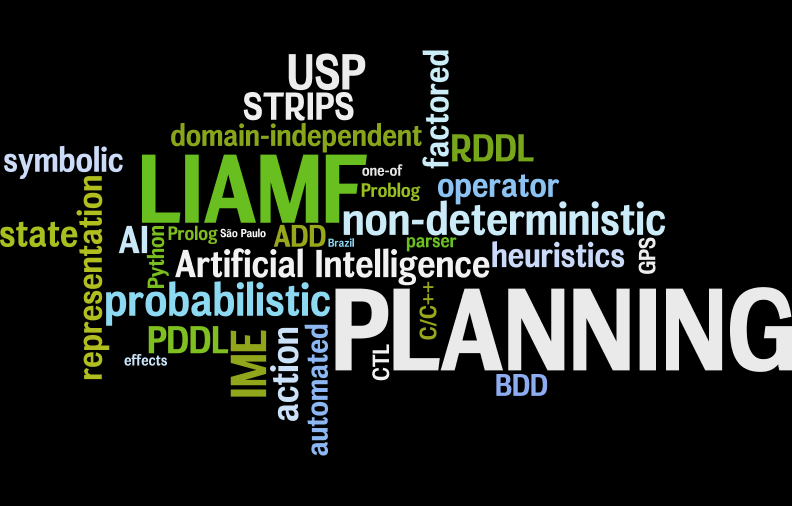 USP
STRIPS
factored
domain-independent
RDDL
symbolic
LIAMF
one-of
Problog
operator
representation
non-deterministic
state
AI
Python
Prolog
São Paulo
ADD
Brazil
parser
GPS
Artificial Intelligence
heuristics
probabilistic
C/C++
PLANNING
PDDL
IME
action
automated
effects
CTL
BDD